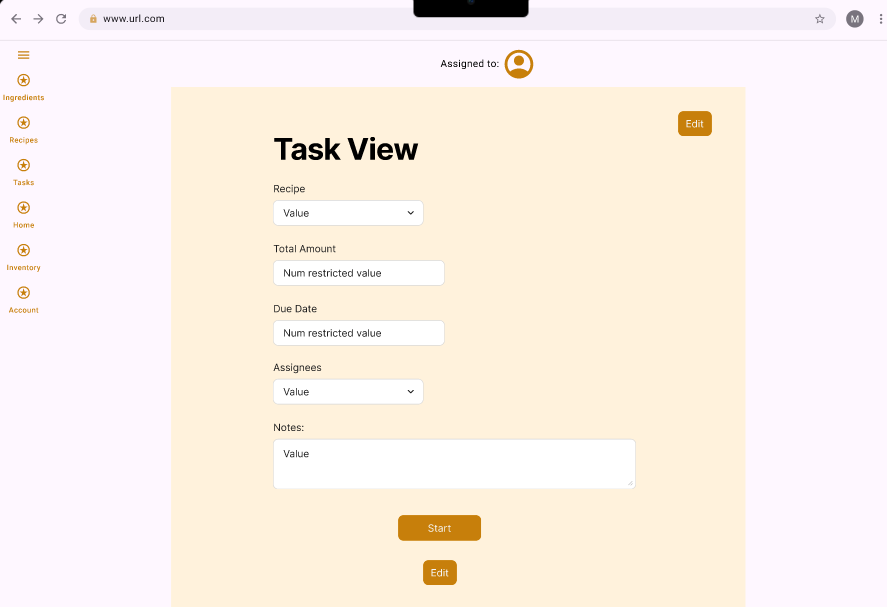 www.url.com
M
Assigned to:
Ingredients
Recipes
Tasks
Home
Inventory
Account
Edit
Task View
Recipe
Value
Total Amount
Num restricted value
Due Date
Num restricted value
Assignees
Value
Notes:
Value
Start
Edit